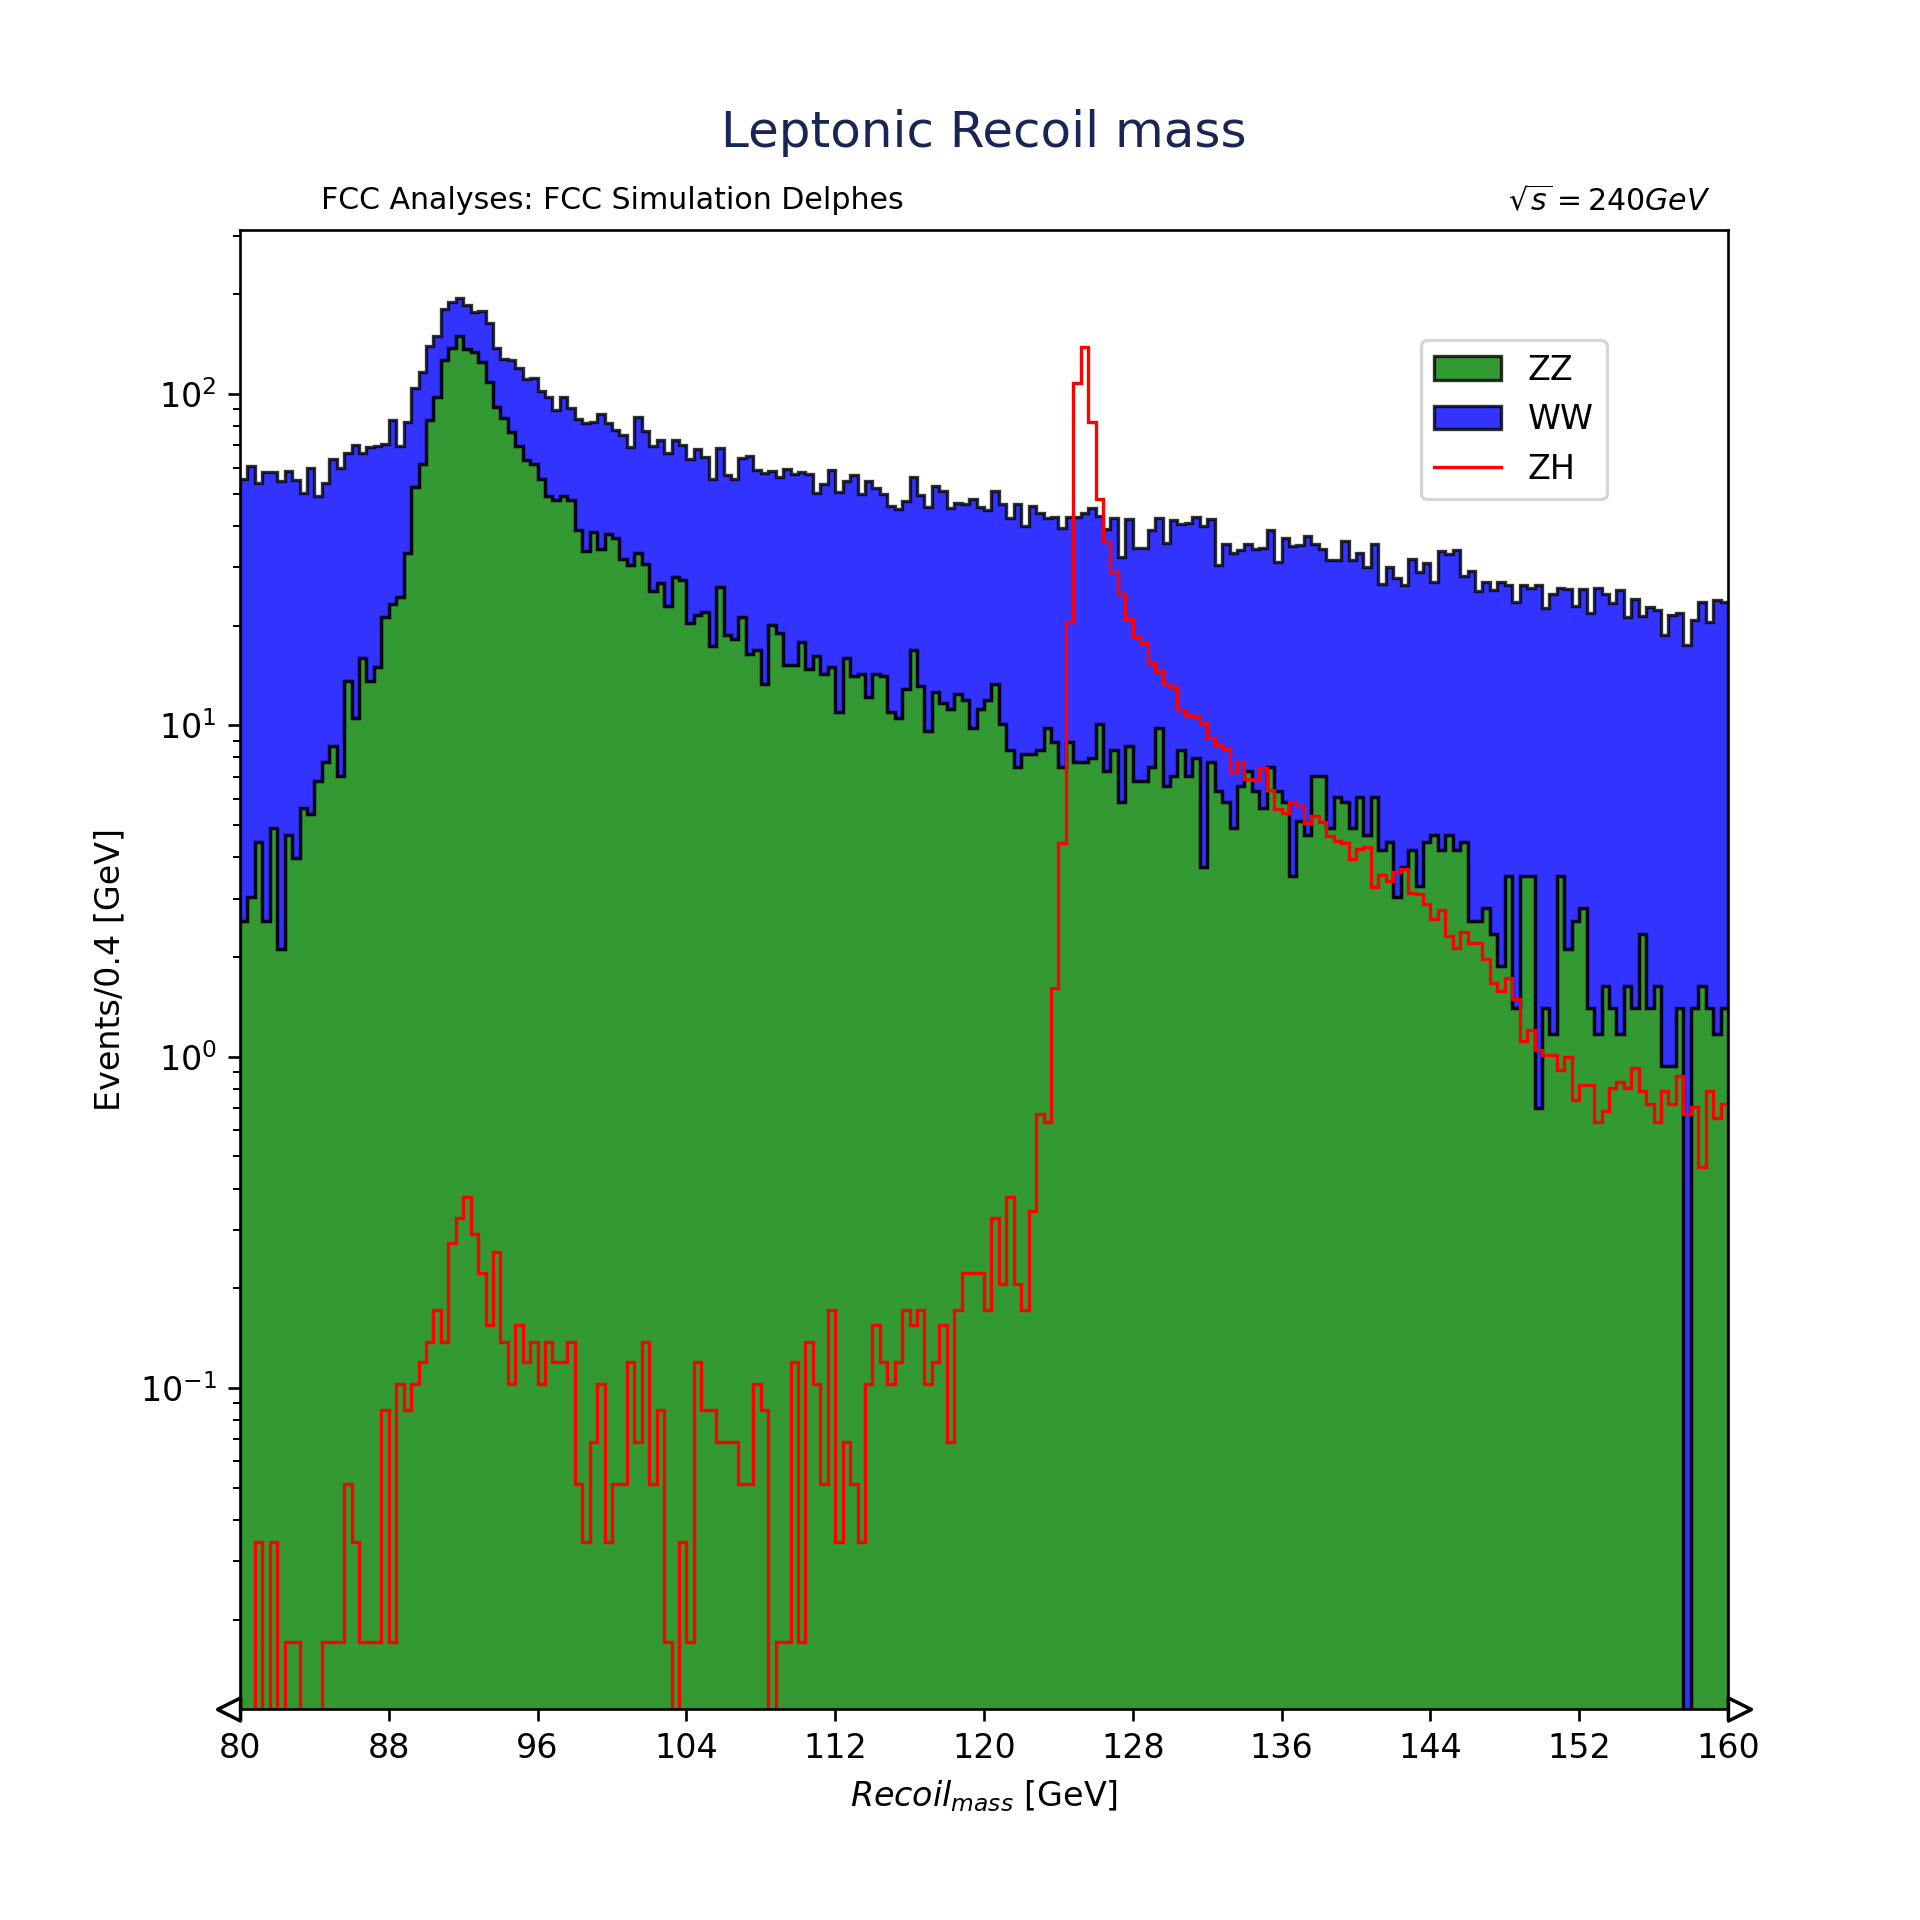 Leptonic Recoil mass
FCC Analyses: FCC Simulation Delphes
√s = 240GeV
ZZ
WW
ZH
10²
10¹
10⁰
10⁻¹
Events/0.4 [GeV]
80 88 96 104 112 120 128 136 144 152 160
Recoil_mass [GeV]